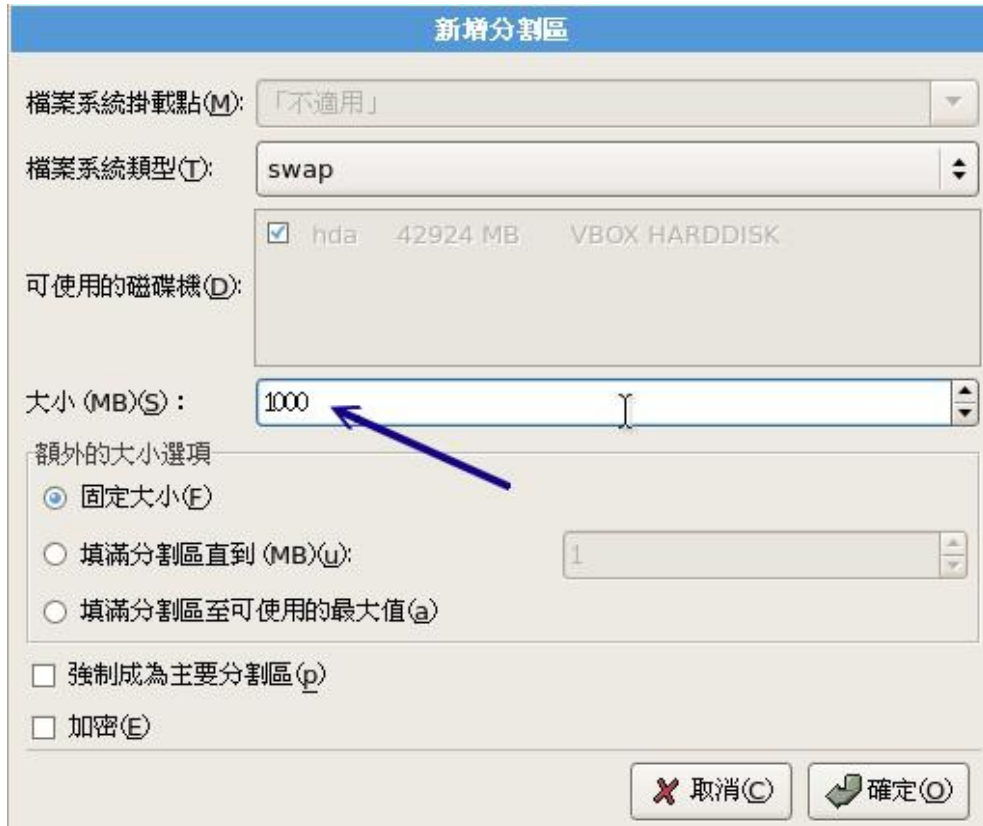 新增分割區
檔案系統掛載點(M): 「不適用」
檔案系統類型(T): swap
hda 42924 MB VBOX HARDDISK
可使用的磁碟機(D):
大小 (MB)(S)： 1000
額外的大小選項
固定大小(F)
填滿分割區直到 (MB)(u): 1
填滿分割區至可使用的最大值(a)
強制成為主要分割區(p)
加密(E)
取消(C) 確定(O)